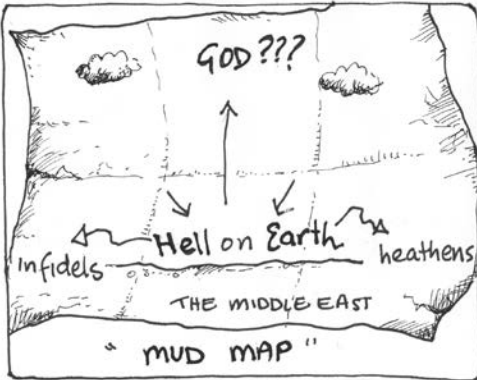 GOD???
Hell on Earth
infidels
heathens
THE MIDDLE EAST
"MUD MAP"